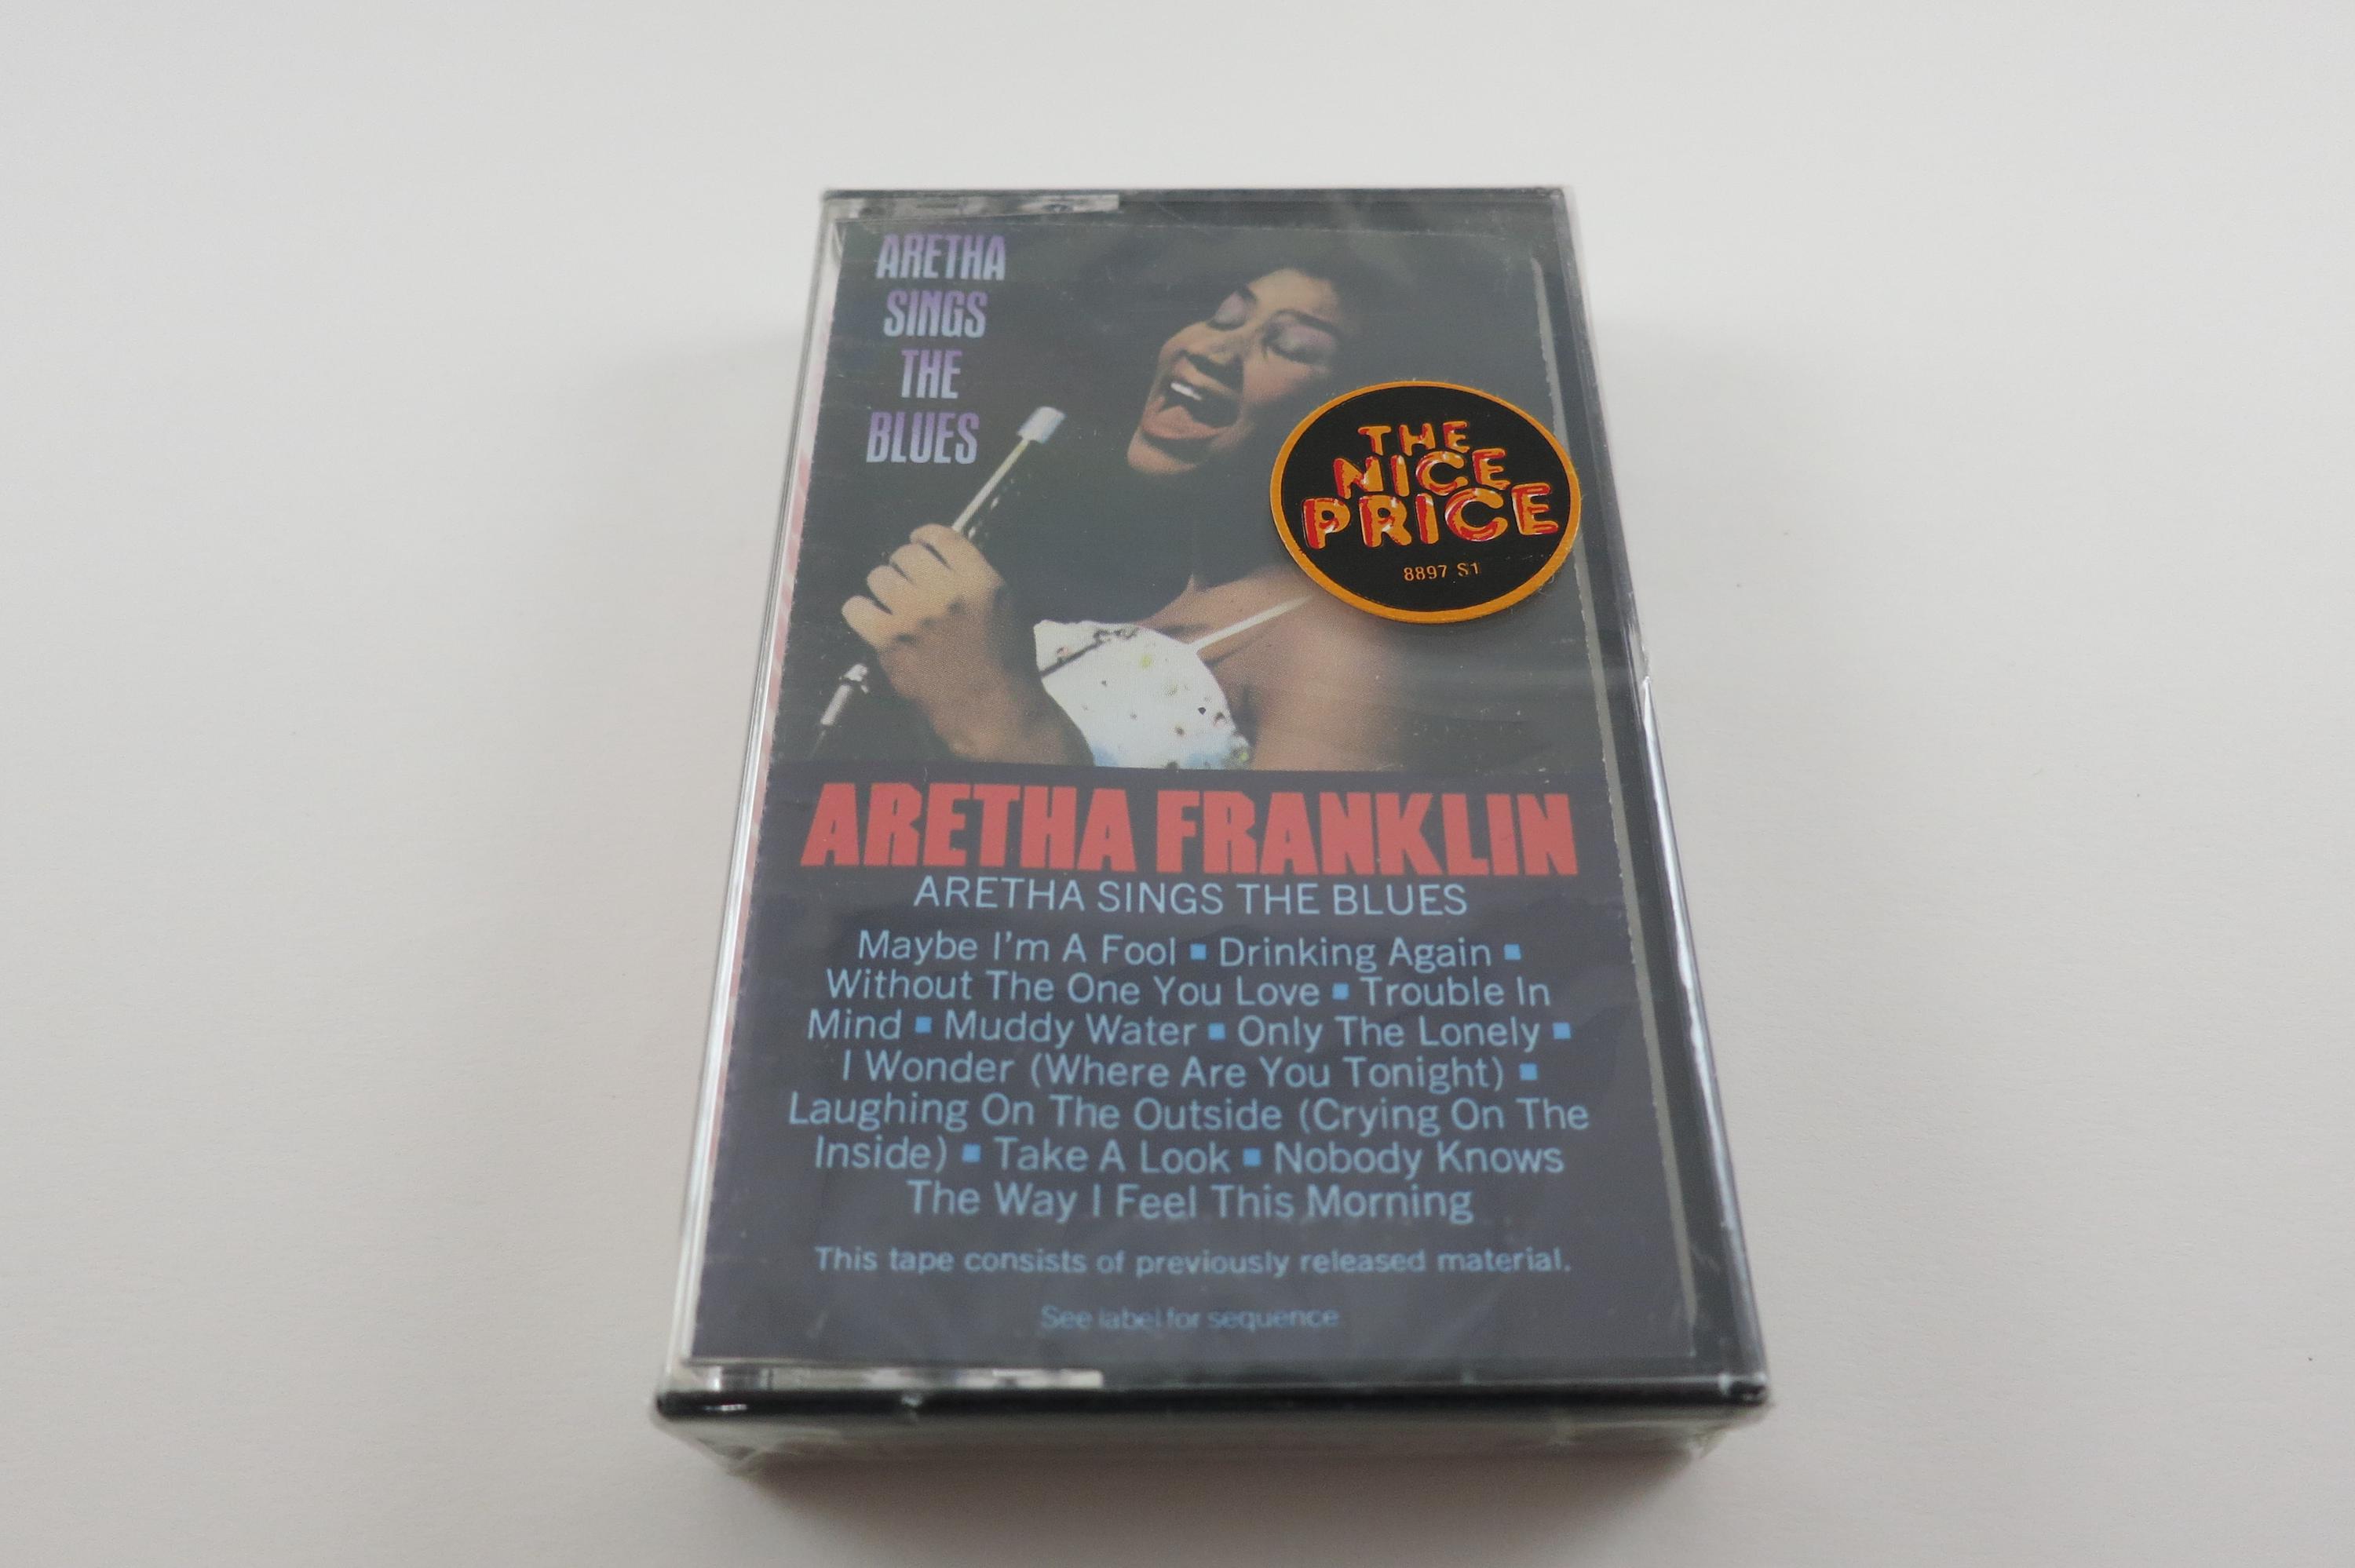 ARETHA
SINGS
THE
BLUES
THE
NICE
PRICE
8897 S1
ARETHA FRANKLIN
ARETHA SINGS THE BLUES
Maybe I'm A Fool ▪ Drinking Again ▪
Without The One You Love ▪ Trouble In
Mind ▪ Muddy Water ▪ Only The Lonely ▪
I Wonder (Where Are You Tonight) ▪
Laughing On The Outside (Crying On The
Inside) ▪ Take A Look ▪ Nobody Knows
The Way I Feel This Morning
This tape consists of previously released material.
See label for sequence